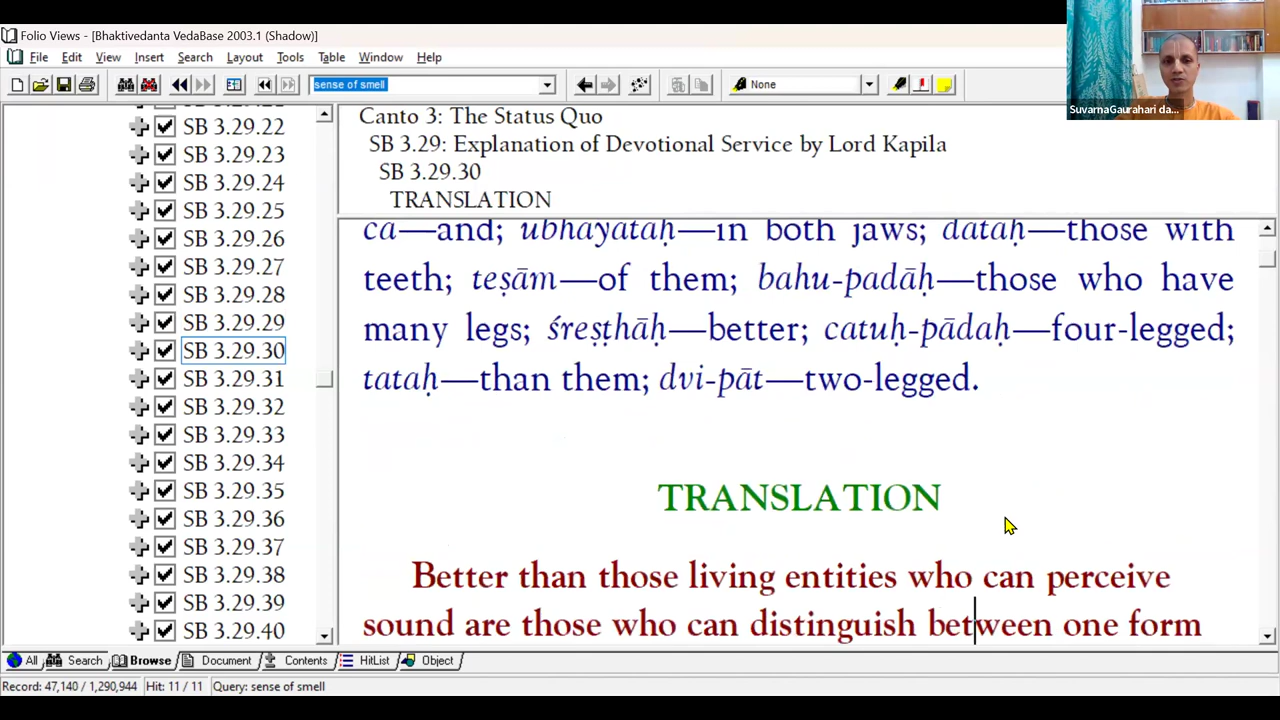 Folio Views - [Bhaktivedanta VedaBase 2003.1 (Shadow)]
File Edit View Insert Search Layout Tools Table Window Help
sense of smell
None
SuvarnaGaurahari da...
SB 3.29.22
SB 3.29.23
SB 3.29.24
SB 3.29.25
SB 3.29.26
SB 3.29.27
SB 3.29.28
SB 3.29.29
SB 3.29.30
SB 3.29.31
SB 3.29.32
SB 3.29.33
SB 3.29.34
SB 3.29.35
SB 3.29.36
SB 3.29.37
SB 3.29.38
SB 3.29.39
SB 3.29.40
Canto 3: The Status Quo
SB 3.29: Explanation of Devotional Service by Lord Kapila
SB 3.29.30
TRANSLATION
ca—and; ubhayataḥ—in both jaws; dataḥ—those with
teeth; teṣām—of them; bahu-padāḥ—those who have
many legs; śreṣṭhāḥ—better; catuḥ-pādaḥ—four-legged;
tataḥ—than them; dvi-pāt—two-legged.
TRANSLATION
Better than those living entities who can perceive
sound are those who can distinguish between one form
All Search Browse Document Contents HitList Object
Record: 47,140 / 1,290,944 Hit: 11 / 11 Query: sense of smell